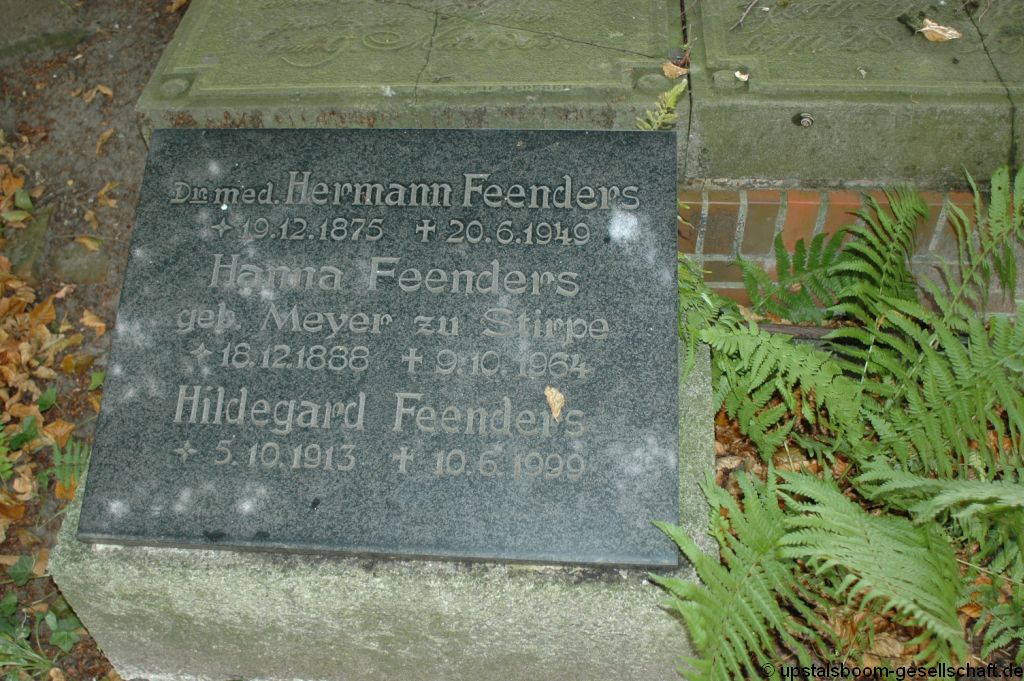 Dr. med. Hermann Feenders
✧ 19.12.1875 ✝ 20.6.1949
Hanna Feenders
geb. Meyer zu Stirpe
✧ 18.12.1888 ✝ 9.10.1964
Hildegard Feenders
✧ 5.10.1913 ✝ 10.6.1999
© upstalsboom-gesellschaft.de